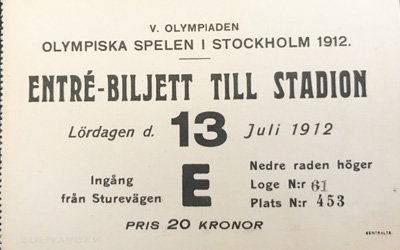 V. OLYMPIADEN
OLYMPISKA SPELEN I STOCKHOLM 1912.
ENTRÉ-BILJETT TILL STADION
Lördagen d. 13 Juli 1912
Ingång
från Sturevägen
E
Nedre raden höger
Loge N:r 61
Plats N:r 453
PRIS 20 KRONOR
CENTRALTR.